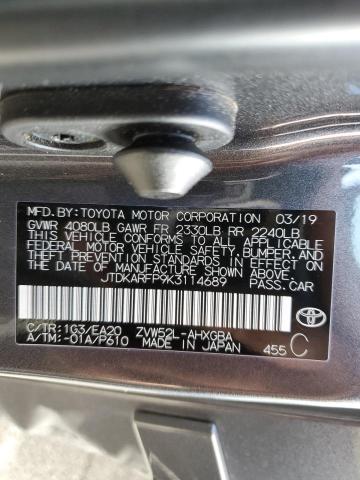 MFD.BY:TOYOTA MOTOR CORPORATION 03/19
GVWR 4080LB GAWR FR 2330LB RR 2240LB
THIS VEHICLE CONFORMS TO ALL APPLICABLE
FEDERAL MOTOR VEHICLE SAFETY, BUMPER, AND
THEFT PREVENTION STANDARDS IN EFFECT ON
THE DATE OF MANUFACTURE SHOWN ABOVE.
JTDKARFP9K3114689 PASS.CAR
C/TR:1G3/EA20 ZVW52L-AHXGBA
A/TM:-01A/P610 MADE IN JAPAN 455 C